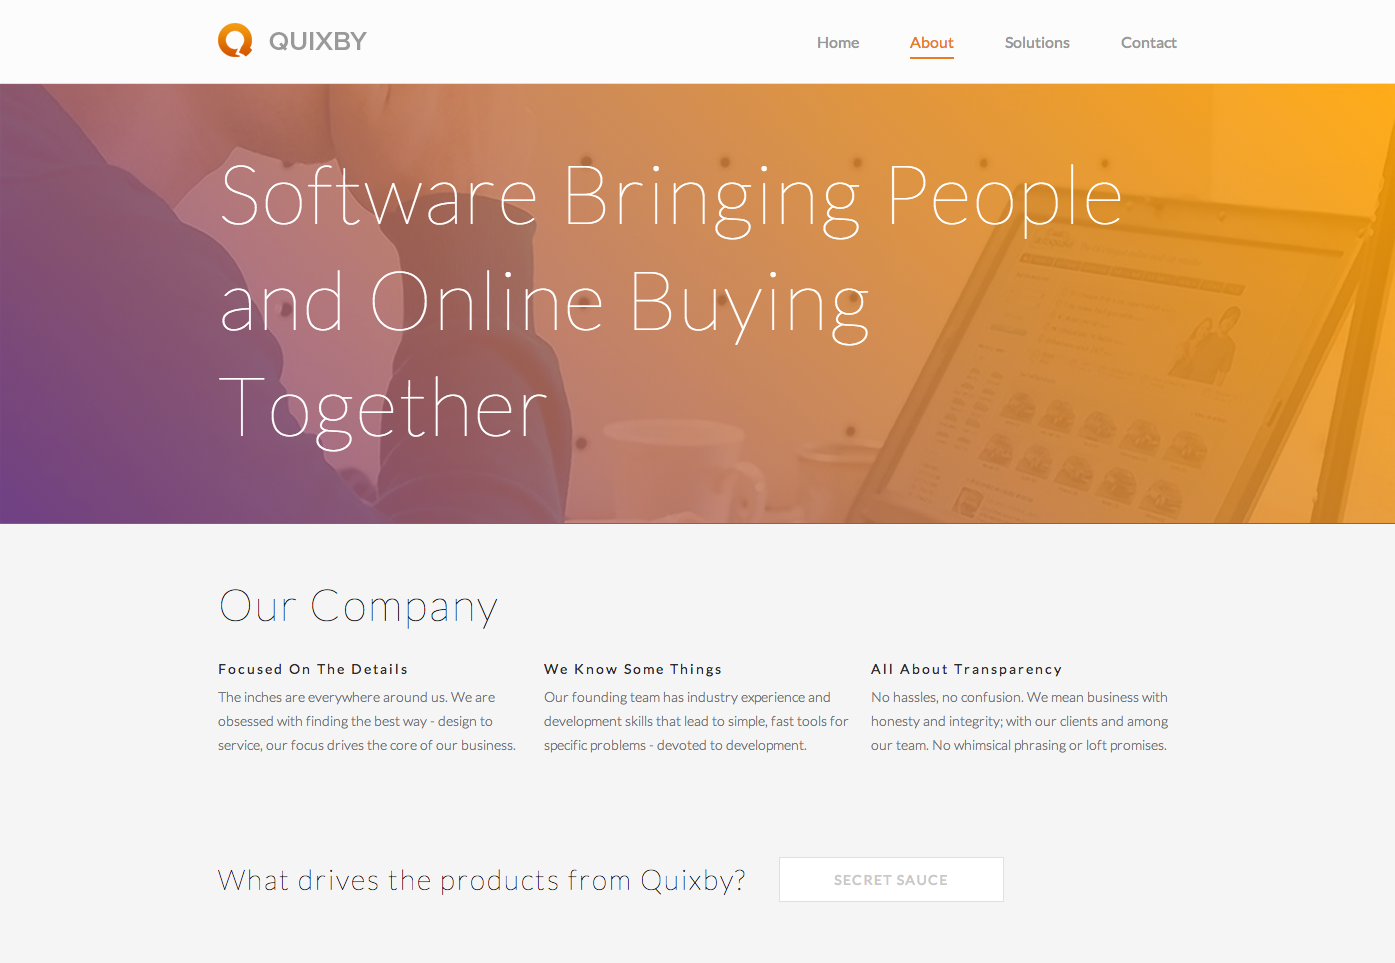 QUIXBY
Home About Solutions Contact
Software Bringing People
and Online Buying
Together
Our Company
Focused On The Details
The inches are everywhere around us. We are
obsessed with finding the best way - design to
service, our focus drives the core of our business.
We Know Some Things
Our founding team has industry experience and
development skills that lead to simple, fast tools for
specific problems - devoted to development.
All About Transparency
No hassles, no confusion. We mean business with
honesty and integrity; with our clients and among
our team. No whimsical phrasing or loft promises.
What drives the products from Quixby?
SECRET SAUCE